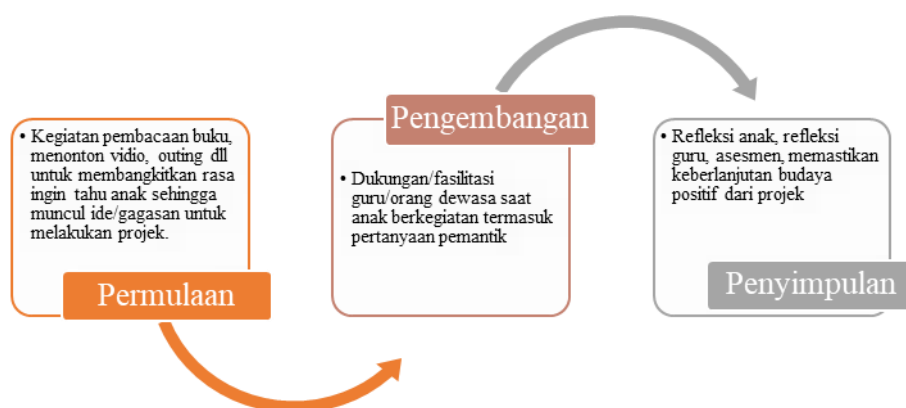 • Kegiatan pembacaan buku,
menonton vidio, outing dll
untuk membangkitkan rasa
ingin tahu anak sehingga
muncul ide/gagasan untuk
melakukan projek.
Permulaan
Pengembangan
• Dukungan/fasilitasi
guru/orang dewasa saat
anak berkegiatan termasuk
pertanyaan pemantik
• Refleksi anak, refleksi
guru, asesmen, memastikan
keberlanjutan budaya
positif dari projek
Penyimpulan